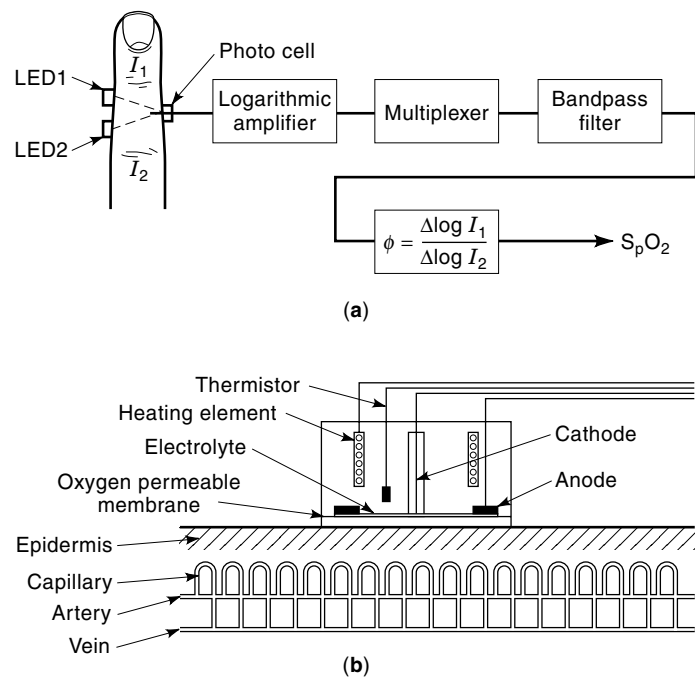 LED1
LED2
I₁
I₂
Photo cell
Logarithmic
amplifier
Multiplexer
Bandpass
filter
ϕ = Δlog I₁ / Δlog I₂
SₚO₂
(a)
Thermistor
Heating element
Electrolyte
Oxygen permeable
membrane
Epidermis
Capillary
Artery
Vein
Cathode
Anode
(b)